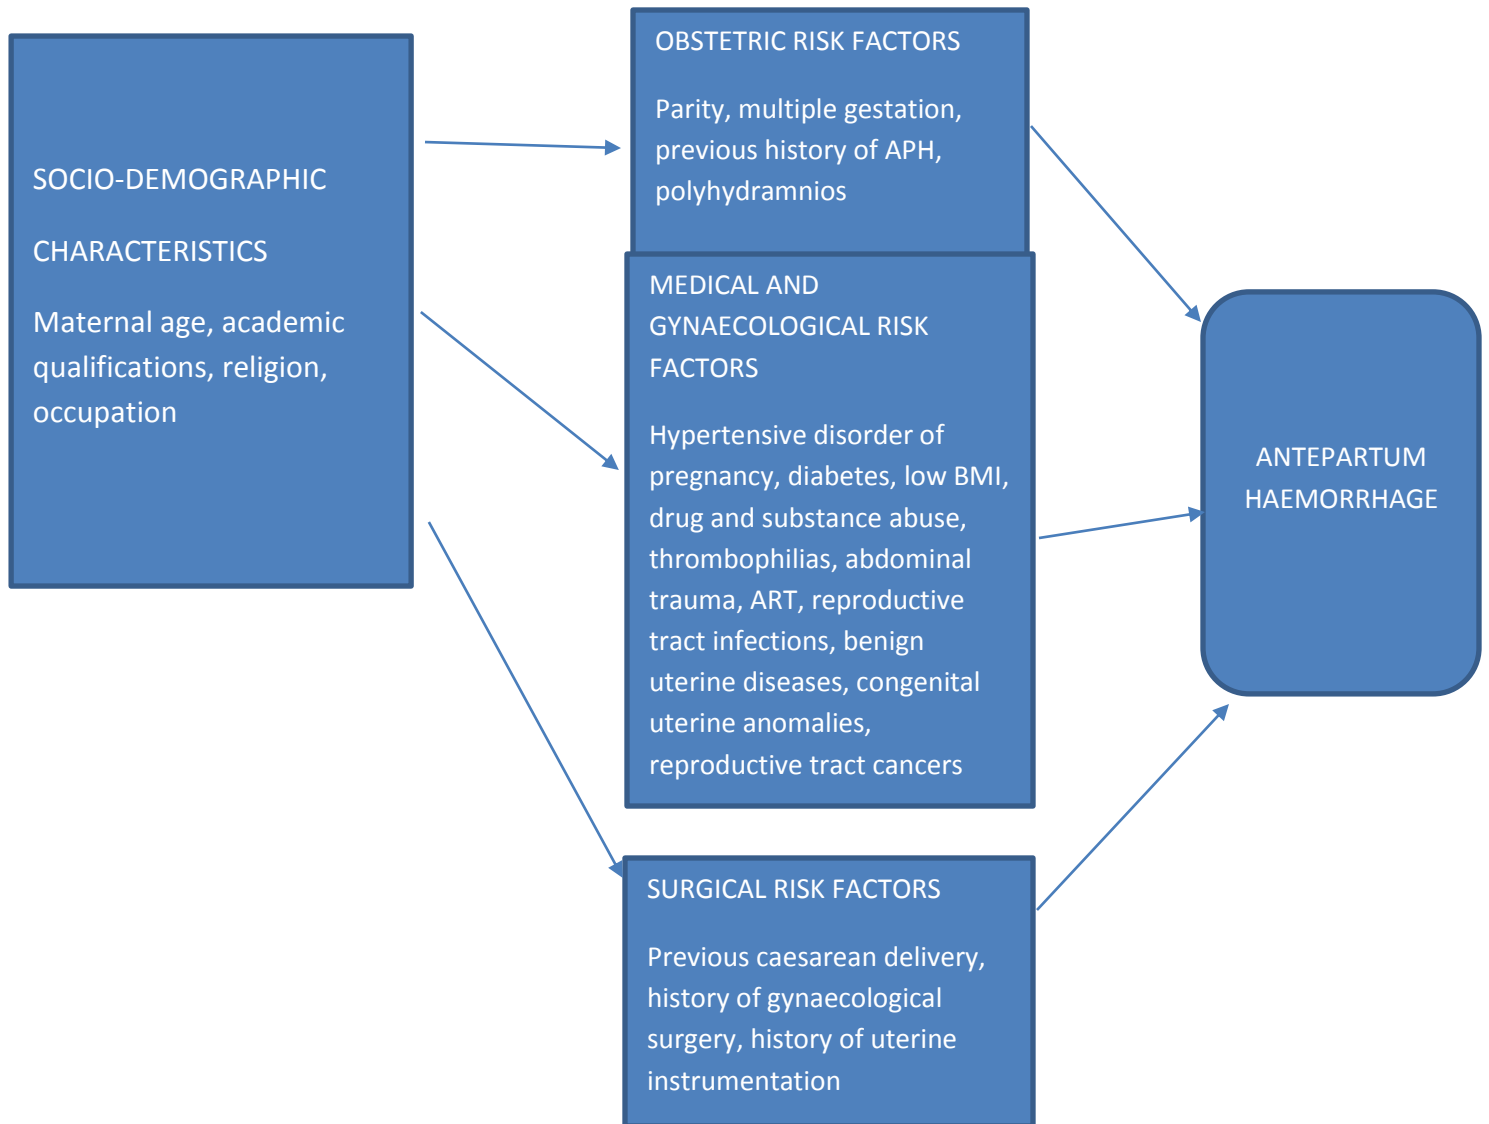 SOCIO-DEMOGRAPHIC
CHARACTERISTICS
Maternal age, academic
qualifications, religion,
occupation
OBSTETRIC RISK FACTORS
Parity, multiple gestation,
previous history of APH,
polyhydramnios
MEDICAL AND
GYNAECOLOGICAL RISK
FACTORS
Hypertensive disorder of
pregnancy, diabetes, low BMI,
drug and substance abuse,
thrombophilias, abdominal
trauma, ART, reproductive
tract infections, benign
uterine diseases, congenital
uterine anomalies,
reproductive tract cancers
SURGICAL RISK FACTORS
Previous caesarean delivery,
history of gynaecological
surgery, history of uterine
instrumentation
ANTEPARTUM
HAEMORRHAGE